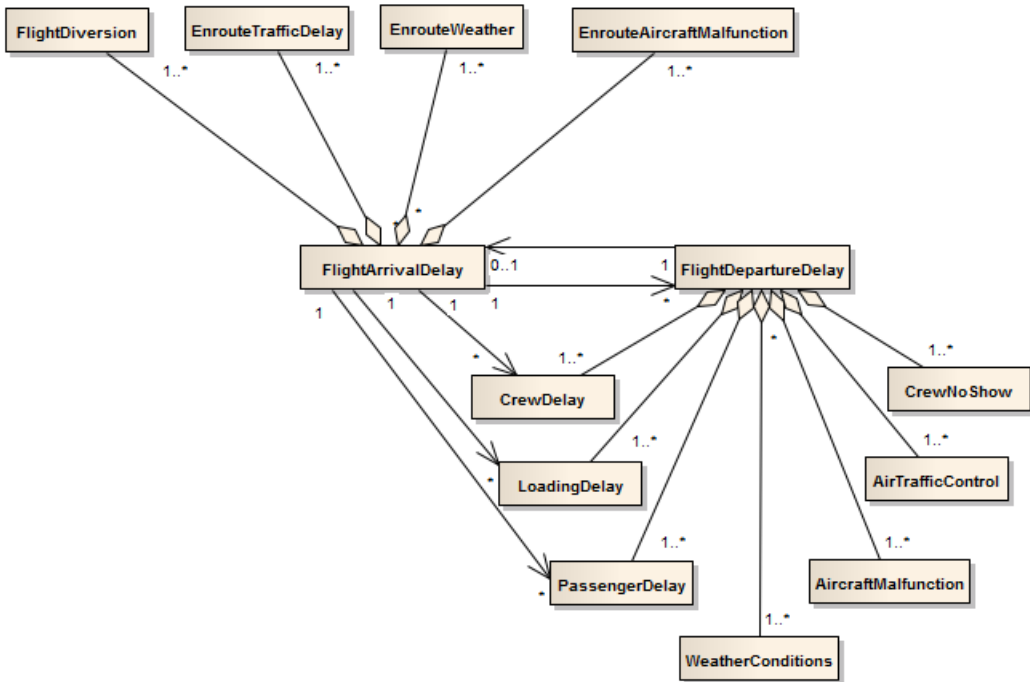 FlightDiversion
EnrouteTrafficDelay
EnrouteWeather
EnrouteAircraftMalfunction
1..*
1..*
1..*
1..*
*
*
FlightArrivalDelay
0..1
1
FlightDepartureDelay
1
1
1
1
*
*
*
1..*
1..*
CrewDelay
CrewNoShow
1..*
1..*
*
LoadingDelay
AirTrafficControl
1..*
1..*
*
PassengerDelay
AircraftMalfunction
1..*
WeatherConditions